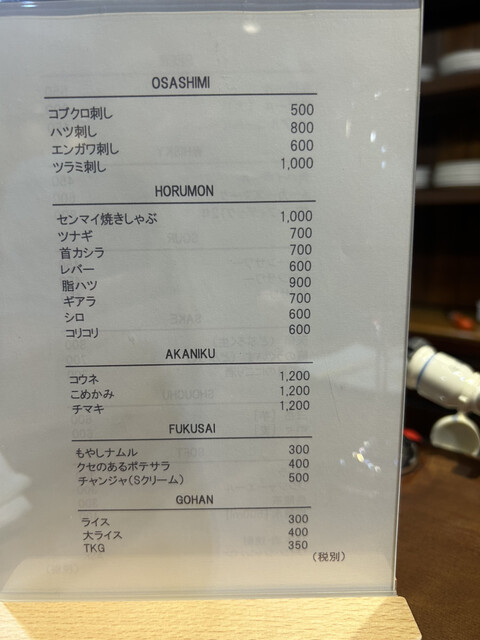 OSASHIMI
コブクロ刺し 500
ハツ刺し 800
エンガワ刺し 600
ツラミ刺し 1,000
HORUMON
センマイ焼きしゃぶ 1,000
ツナギ 700
首カシラ 700
レバー 600
脂ハツ 900
ギアラ 700
シロ 600
コリコリ 600
AKANIKU
コウネ 1,200
こめかみ 1,200
チマキ 1,200
FUKUSAI
もやしナムル 300
クセのあるポテサラ 400
チャンジャ(Sクリーム) 500
GOHAN
ライス 300
大ライス 400
TKG 350
(税別)